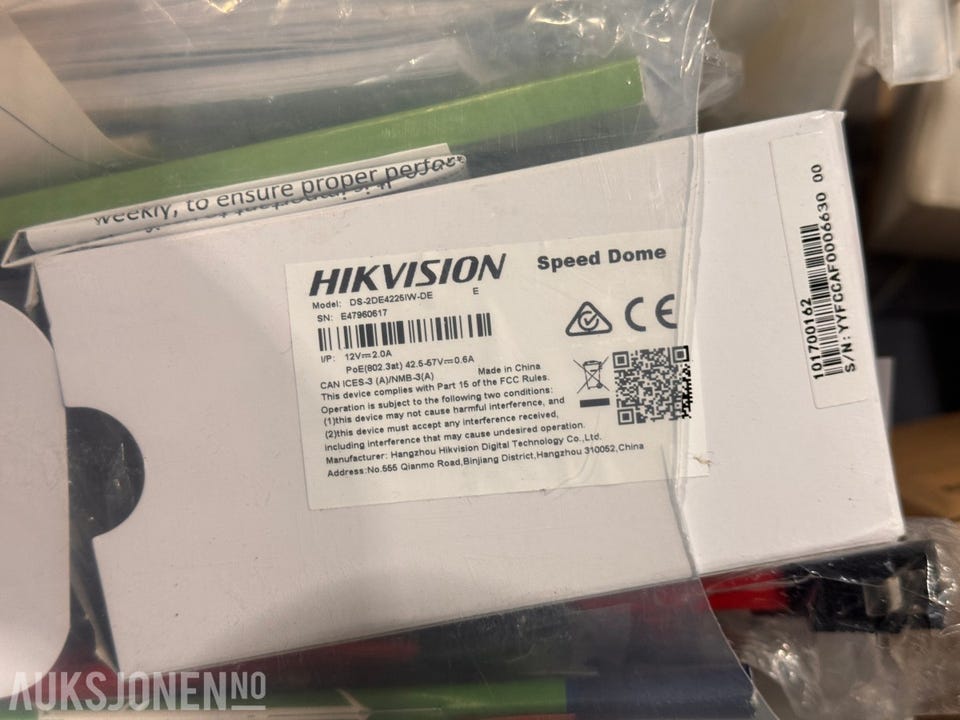 weekly, to ensure proper perfor
HIKVISION
Speed Dome
Model: DS-2DE4225IW-DE E
SN: E47960617
I/P: 12V⎓2.0A
PoE(802.3at) 42.5-57V⎓0.6A
CAN ICES-3 (A)/NMB-3(A) Made in China
This device complies with Part 15 of the FCC Rules.
Operation is subject to the following two conditions:
(1)this device may not cause harmful interference, and
(2)this device must accept any interference received,
including interference that may cause undesired operation.
Manufacturer: Hangzhou Hikvision Digital Technology Co.,Ltd.
Address:No.555 Qianmo Road,Binjiang District,Hangzhou 310052,China
CE
101700162
S/N:YYFGCAF0006630 00
AUKSJONEN.NO